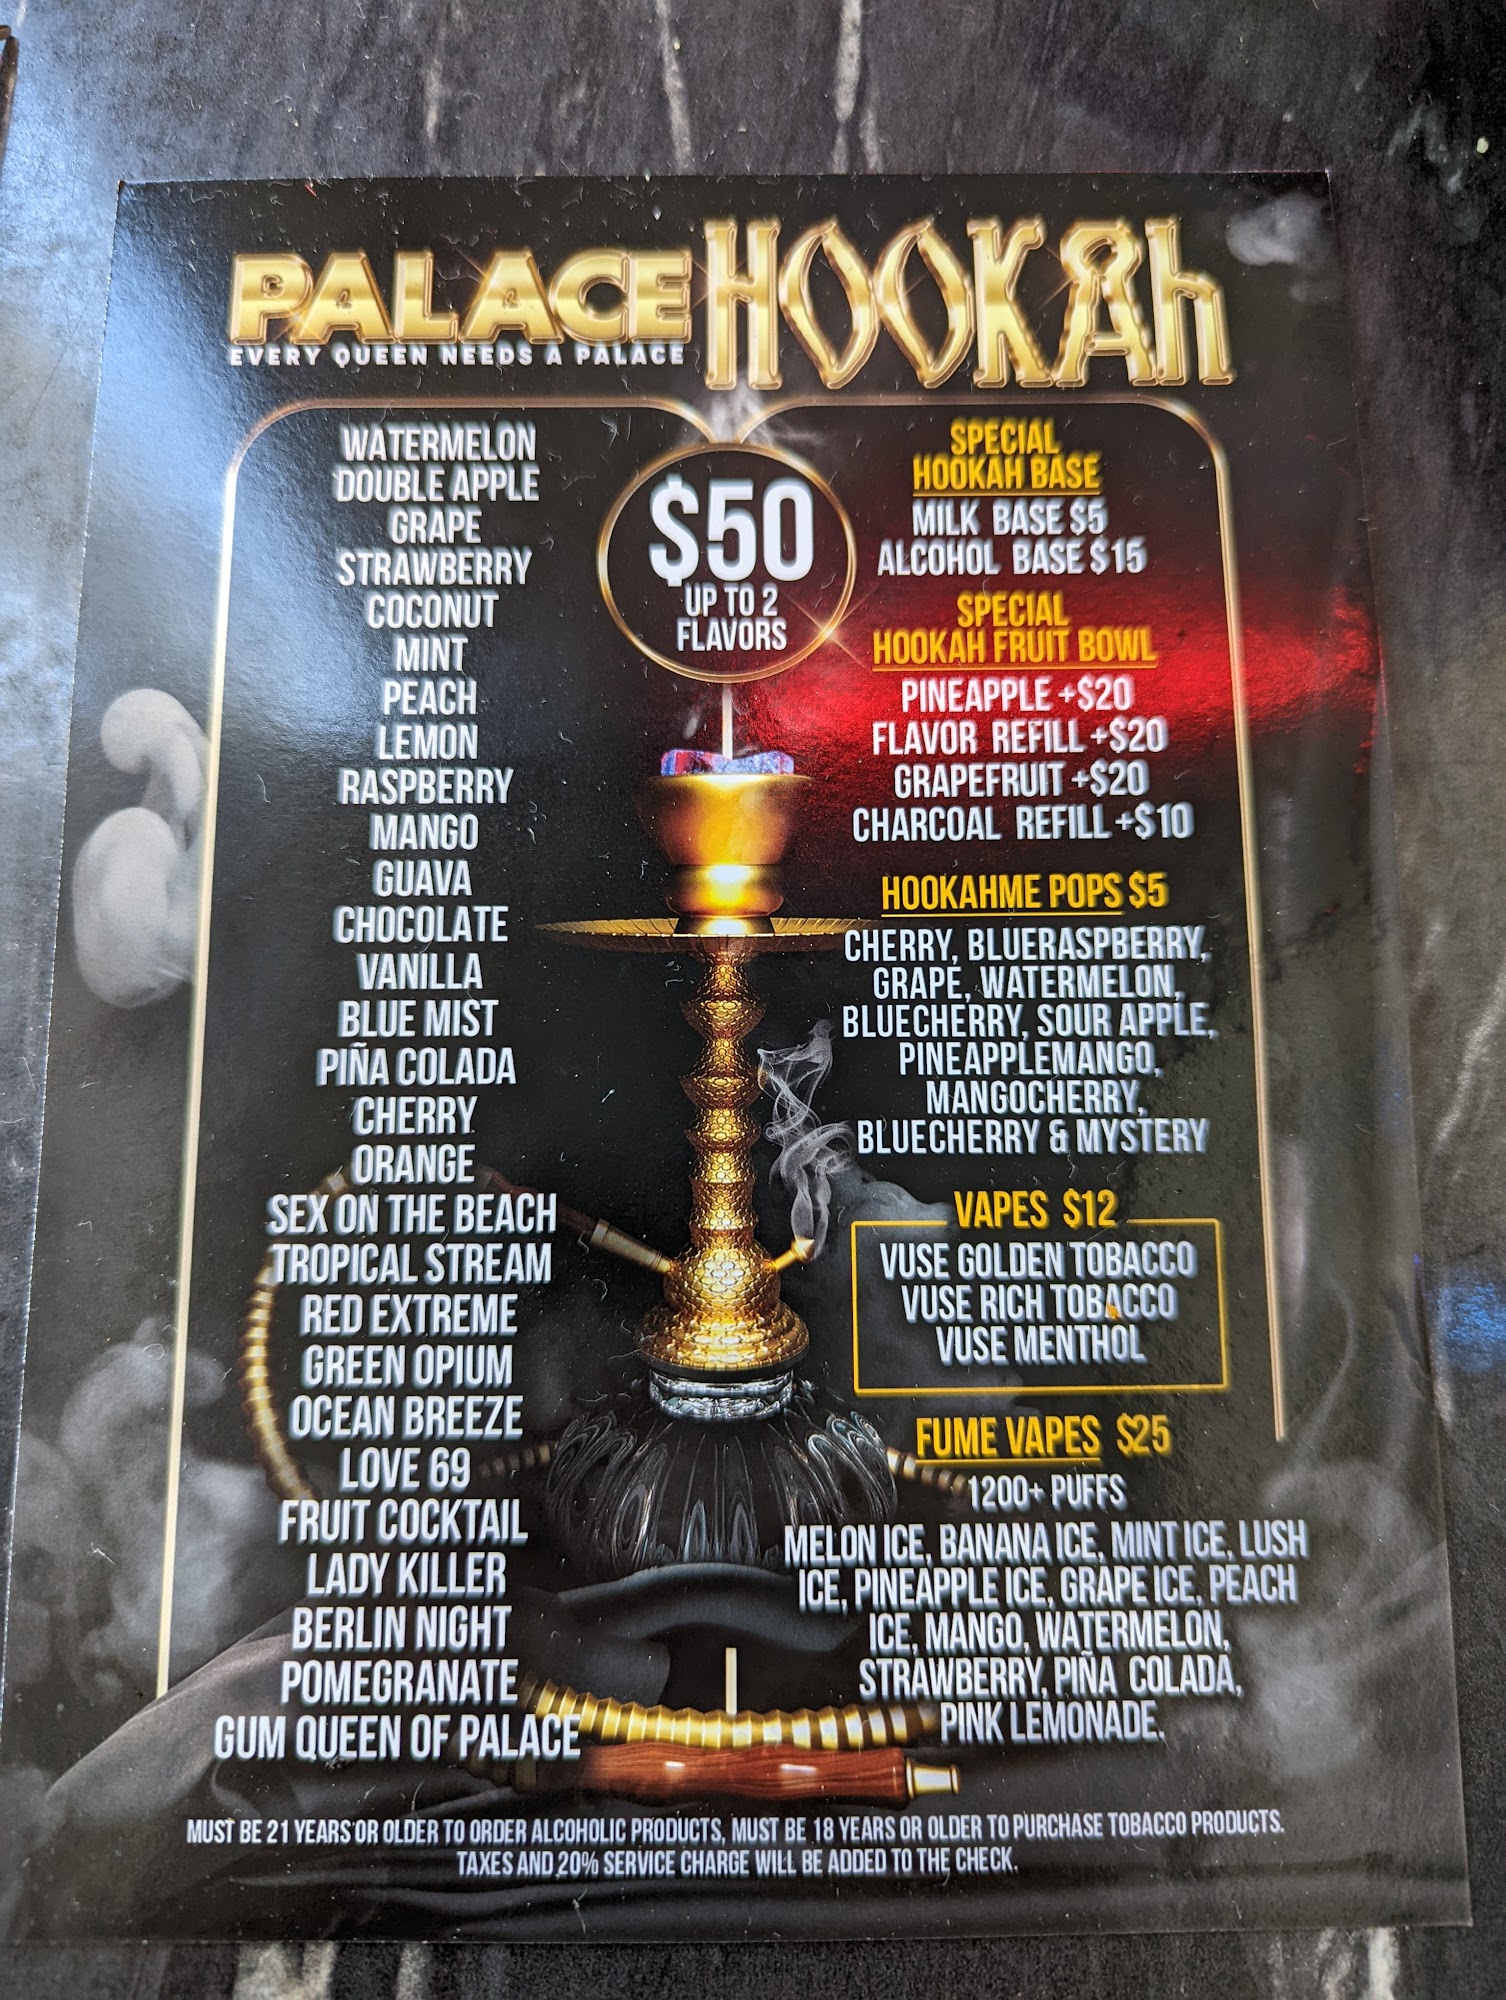 PALACE HOOKAH
EVERY QUEEN NEEDS A PALACE
WATERMELON
DOUBLE APPLE
GRAPE
STRAWBERRY
COCONUT
MINT
PEACH
LEMON
RASPBERRY
MANGO
GUAVA
CHOCOLATE
VANILLA
BLUE MIST
PIÑA COLADA
CHERRY
ORANGE
SEX ON THE BEACH
TROPICAL STREAM
RED EXTREME
GREEN OPIUM
OCEAN BREEZE
LOVE 69
FRUIT COCKTAIL
LADY KILLER
BERLIN NIGHT
POMEGRANATE
GUM QUEEN OF PALACE
$50
UP TO 2
FLAVORS
SPECIAL
HOOKAH BASE
MILK BASE $5
ALCOHOL BASE $15
SPECIAL
HOOKAH FRUIT BOWL
PINEAPPLE +$20
FLAVOR REFILL +$20
GRAPEFRUIT +$20
CHARCOAL REFILL +$10
HOOKAHME POPS $5
CHERRY, BLUERASPBERRY,
GRAPE, WATERMELON,
BLUECHERRY, SOUR APPLE,
PINEAPPLEMANGO,
MANGOCHERRY,
BLUECHERRY & MYSTERY
VAPES $12
VUSE GOLDEN TOBACCO
VUSE RICH TOBACCO
VUSE MENTHOL
FUME VAPES $25
1200+ PUFFS
MELON ICE, BANANA ICE, MINT ICE, LUSH
ICE, PINEAPPLE ICE, GRAPE ICE, PEACH
ICE, MANGO, WATERMELON,
STRAWBERRY, PIÑA COLADA,
PINK LEMONADE.
MUST BE 21 YEARS OR OLDER TO ORDER ALCOHOLIC PRODUCTS, MUST BE 18 YEARS OR OLDER TO PURCHASE TOBACCO PRODUCTS.
TAXES AND 20% SERVICE CHARGE WILL BE ADDED TO THE CHECK.